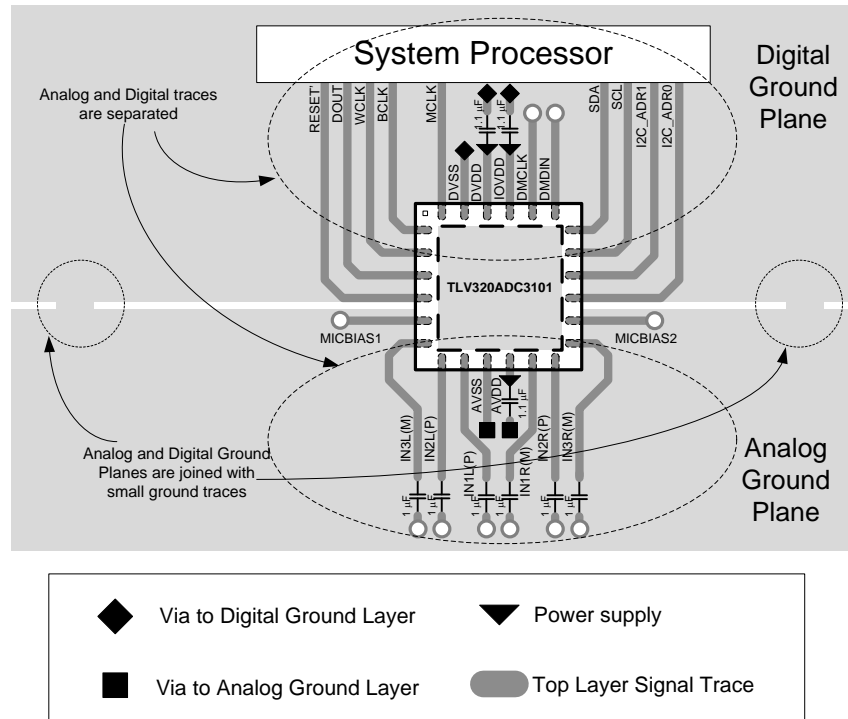 System Processor
Digital
Ground
Plane
Analog and Digital traces
are separated
RESET'
DOUT
WCLK
BCLK
MCLK
DVSS
DVDD
IOVDD
DMCLK
DMDIN
1.1 µF
1.1 µF
SDA
SCL
I2C_ADR1
I2C_ADR0
TLV320ADC3101
MICBIAS1
MICBIAS2
AVSS
AVDD
1.1 µF
IN3L(M)
IN2L(P)
IN1L(P)
IN1R(M)
IN2R(P)
IN3R(M)
1 µF
1 µF
1 µF
1 µF
1 µF
1 µF
Analog and Digital Ground
Planes are joined with
small ground traces
Analog
Ground
Plane
Via to Digital Ground Layer
Power supply
Via to Analog Ground Layer
Top Layer Signal Trace